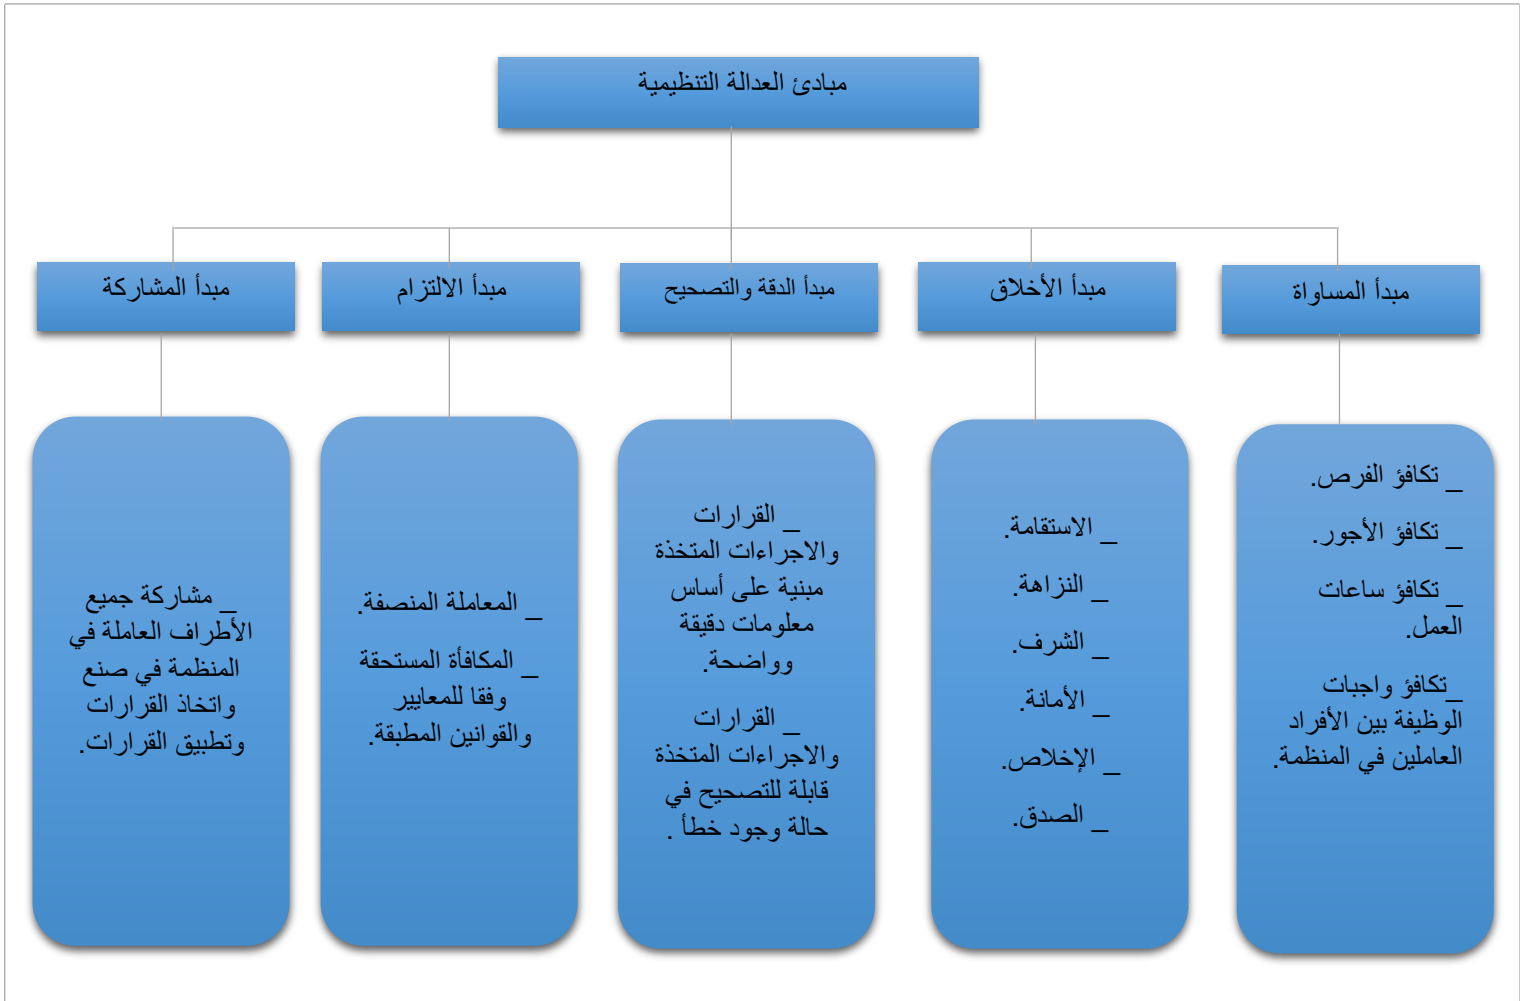 مبادئ العدالة التنظيمية
مبدأ المساواة
مبدأ الأخلاق
مبدأ الدقة والتصحيح
مبدأ الالتزام
مبدأ المشاركة
_ تكافؤ الفرص.
_ تكافؤ الأجور.
_ تكافؤ ساعات
العمل.
_تكافؤ واجبات
الوظيفة بين الأفراد
العاملين في المنظمة.
_ الاستقامة.
_ النزاهة.
_ الشرف.
_ الأمانة.
_ الإخلاص.
_ الصدق.
_ القرارات
والاجراءات المتخذة
مبنية على أساس
معلومات دقيقة
وواضحة.
_ القرارات
والاجراءات المتخذة
قابلة للتصحيح في
حالة وجود خطأ .
_ المعاملة المنصفة.
_ المكافأة المستحقة
وفقا للمعايير
والقوانين المطبقة.
_ مشاركة جميع
الأطراف العاملة في
المنظمة في صنع
واتخاذ القرارات
وتطبيق القرارات.